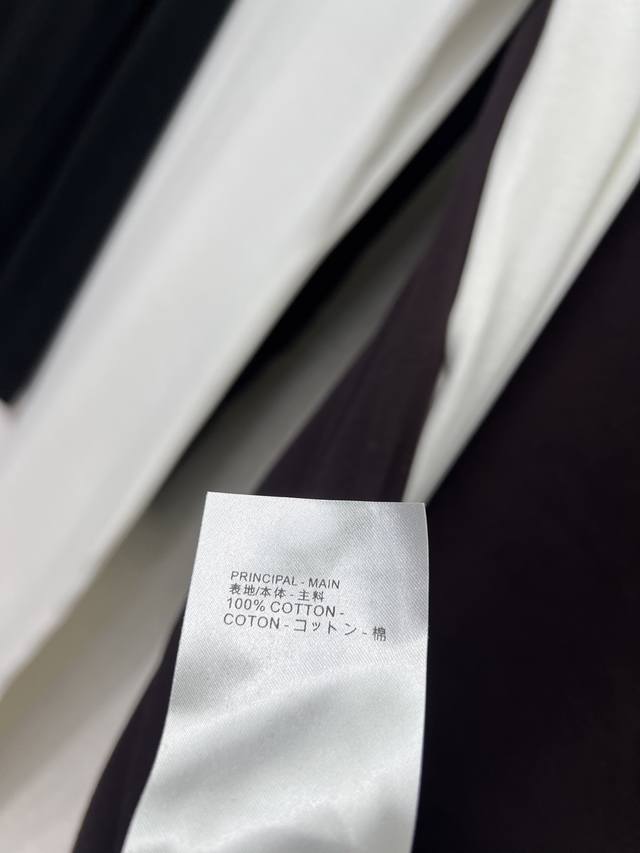 PRINCIPAL - MAIN
表地/本体 - 主料
100% COTTON -
COTON - コットン - 棉